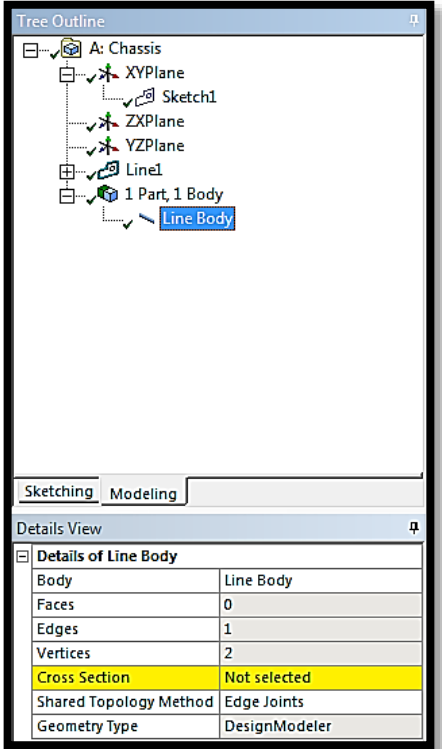 Tree Outline
A: Chassis
XYPlane
Sketch1
ZXPlane
YZPlane
Line1
1 Part, 1 Body
Line Body
Sketching Modeling
Details View
Details of Line Body
Body Line Body
Faces 0
Edges 1
Vertices 2
Cross Section Not selected
Shared Topology Method Edge Joints
Geometry Type DesignModeler